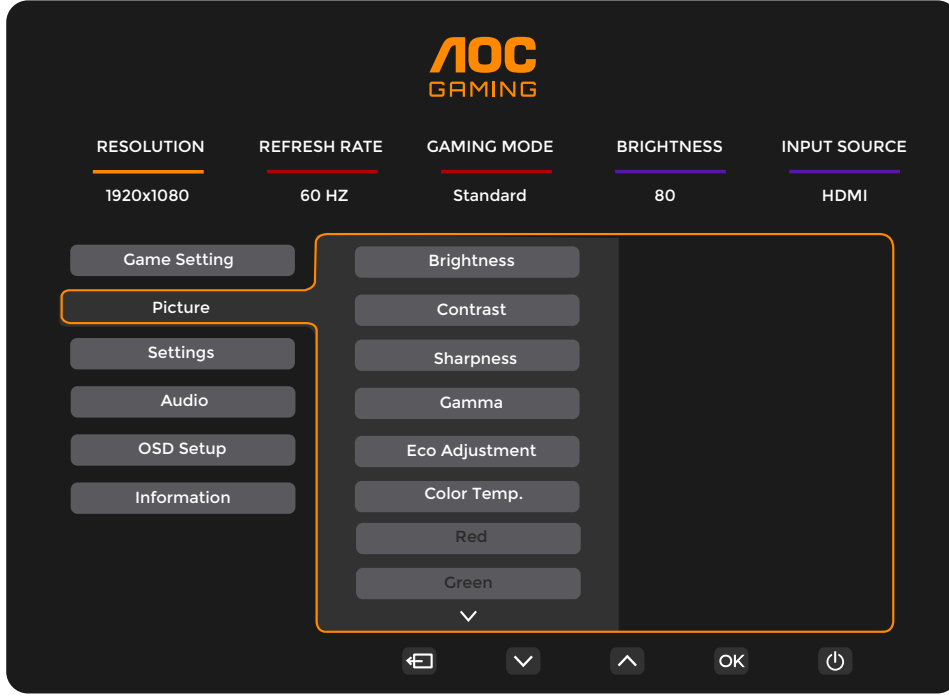 AOC
GAMING
RESOLUTION REFRESH RATE GAMING MODE BRIGHTNESS INPUT SOURCE
1920x1080 60 HZ Standard 80 HDMI
Game Setting
Picture
Settings
Audio
OSD Setup
Information
Brightness
Contrast
Sharpness
Gamma
Eco Adjustment
Color Temp.
Red
Green
OK